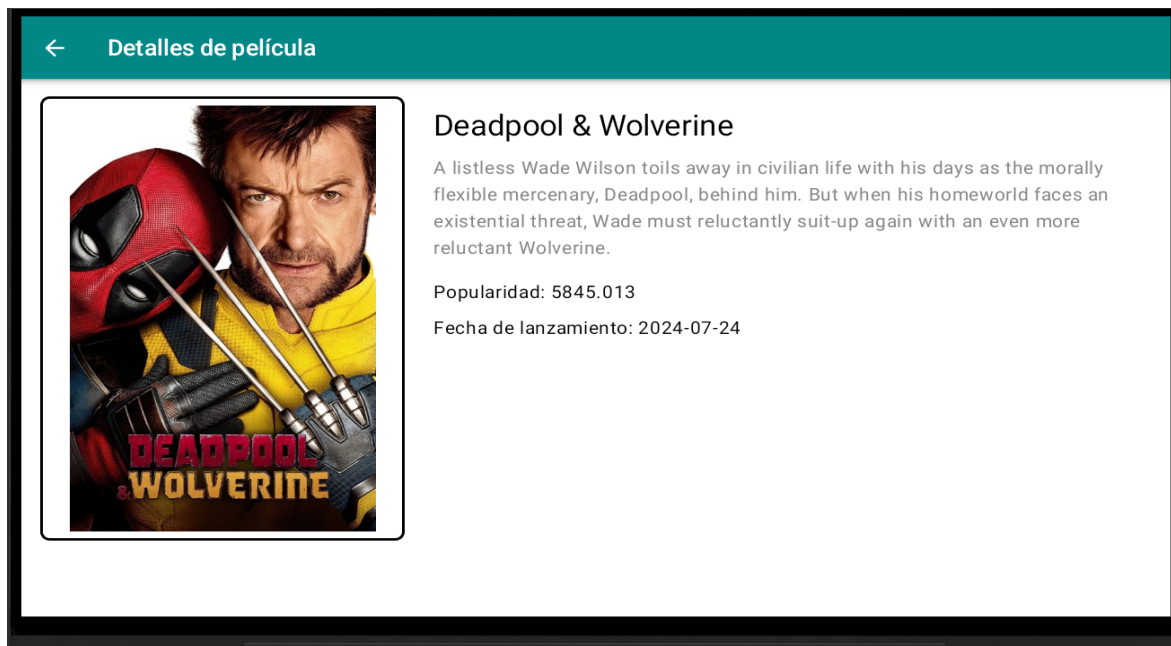 Detalles de película
Deadpool & Wolverine
A listless Wade Wilson toils away in civilian life with his days as the morally
flexible mercenary, Deadpool, behind him. But when his homeworld faces an
existential threat, Wade must reluctantly suit-up again with an even more
reluctant Wolverine.
Popularidad: 5845.013
Fecha de lanzamiento: 2024-07-24
DEADPOOL
&WOLVERINE